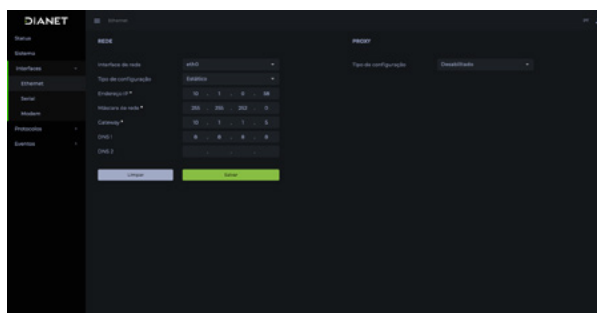 DIANET
Ethernet
Status
Sistema
Interfaces
Ethernet
Serial
Modem
Protocolos
Eventos
REDE
Interface de rede
eth0
Tipo de configuração
Estático
Endereço IP *
10 . 1 . 0 .
Máscara de rede *
255 . 255 . 252 . 0
Gateway *
10 . 1 . 1 . 5
DNS 1
8 . 8 . 8 . 8
DNS 2
. . .
Limpar
Salvar
PROXY
Tipo de configuração
Desabilitado